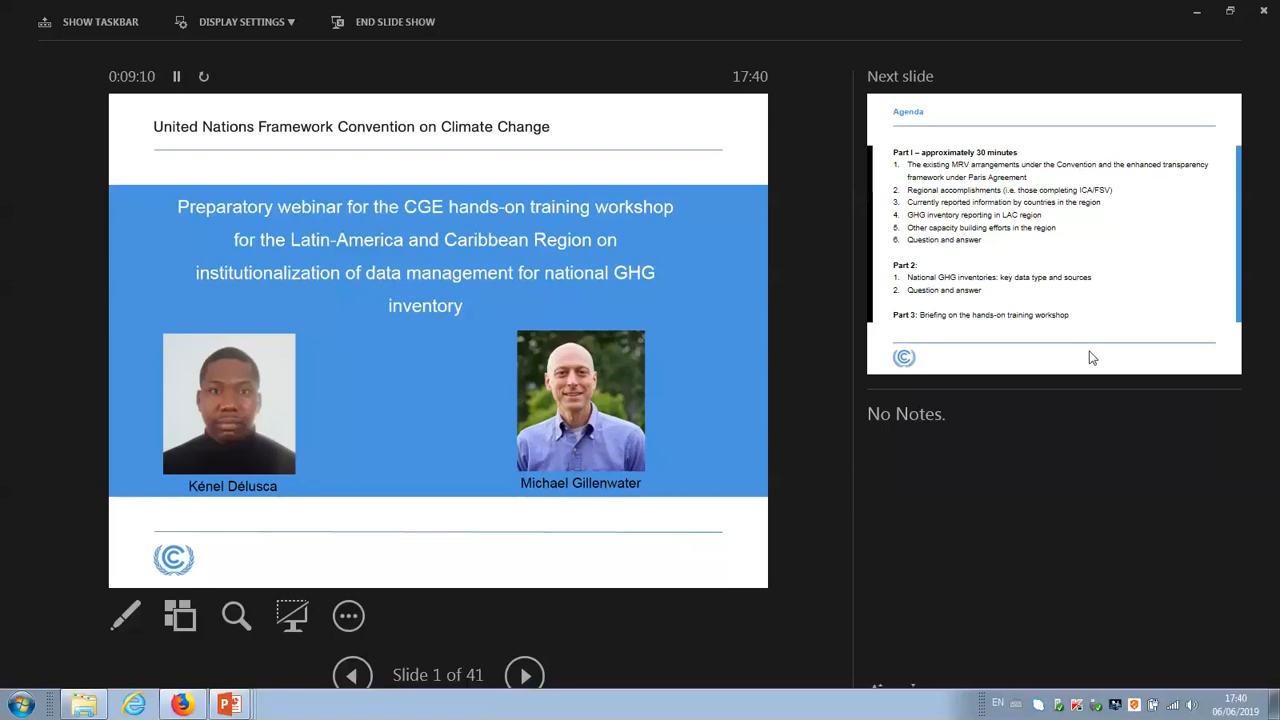 SHOW TASKBAR
DISPLAY SETTINGS ▼
END SLIDE SHOW
0:09:10
17:40
United Nations Framework Convention on Climate Change
Preparatory webinar for the CGE hands-on training workshop
for the Latin-America and Caribbean Region on
institutionalization of data management for national GHG
inventory
Kénel Délusca
Michael Gillenwater
Slide 1 of 41
Next slide
Agenda
Part I – approximately 30 minutes
1. The existing MRV arrangements under the Convention and the enhanced transparency
framework under Paris Agreement
2. Regional accomplishments (i.e. those completing ICA/FSV)
3. Currently reported information by countries in the region
4. GHG inventory reporting in LAC region
5. Other capacity building efforts in the region
6. Question and answer
Part 2:
1. National GHG inventories: key data type and sources
2. Question and answer
Part 3: Briefing on the hands-on training workshop
No Notes.
EN
17:40
06/06/2019